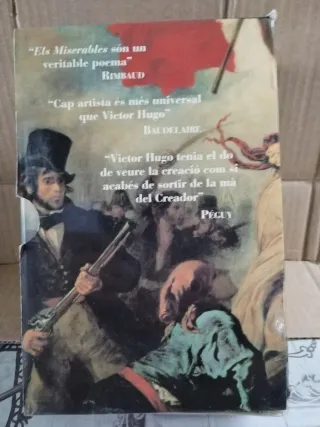 “Els Miserables són un
veritable poema”
RIMBAUD
“Cap artista és més universal
que Victor Hugo”
BAUDELAIRE
“Victor Hugo tenia el do
de veure la creació com si
acabés de sortir de la mà
del Creador”
PÉGUY